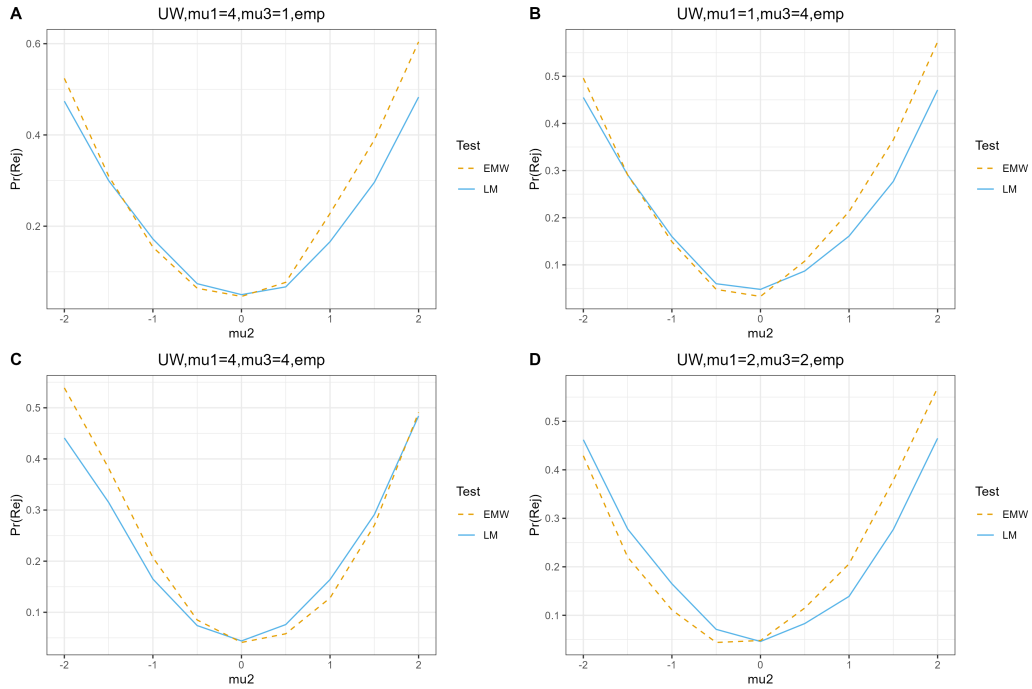 A
UW,mu1=4,mu3=1,emp
Pr(Rej)
0.6
0.4
0.2
-2 -1 0 1 2
mu2
Test
EMW
LM
B
UW,mu1=1,mu3=4,emp
Pr(Rej)
0.5
0.4
0.3
0.2
0.1
-2 -1 0 1 2
mu2
Test
EMW
LM
C
UW,mu1=4,mu3=4,emp
Pr(Rej)
0.5
0.4
0.3
0.2
0.1
-2 -1 0 1 2
mu2
Test
EMW
LM
D
UW,mu1=2,mu3=2,emp
Pr(Rej)
0.5
0.4
0.3
0.2
0.1
-2 -1 0 1 2
mu2
Test
EMW
LM